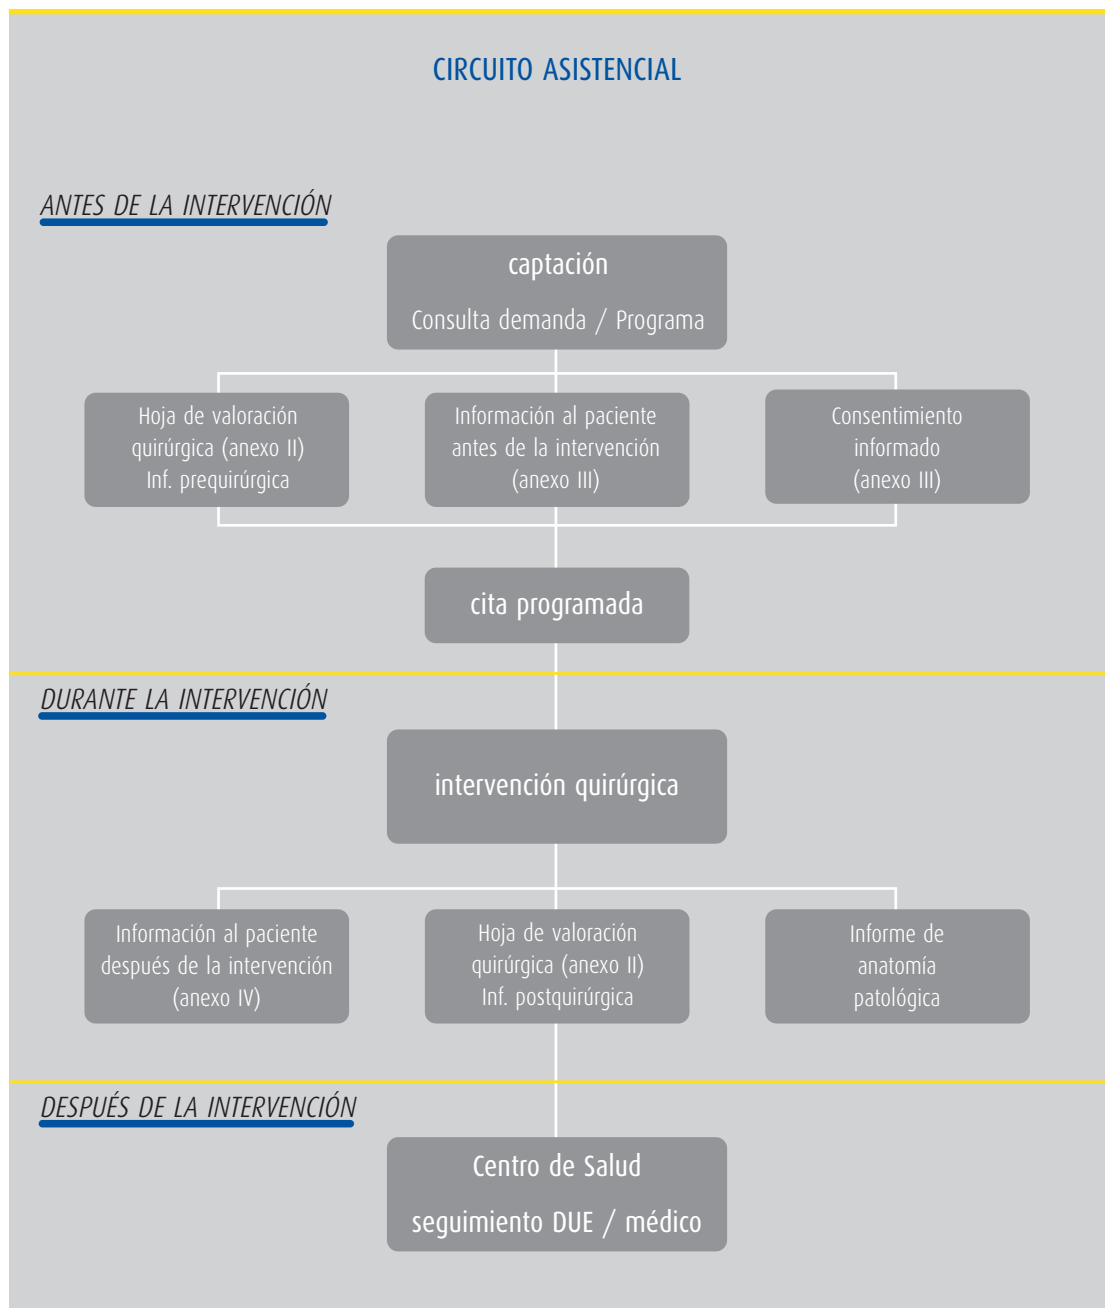 CIRCUITO ASISTENCIAL
ANTES DE LA INTERVENCIÓN
captación
Consulta demanda / Programa
Hoja de valoración
quirúrgica (anexo II)
Inf. prequirúrgica
Información al paciente
antes de la intervención
(anexo III)
Consentimiento
informado
(anexo III)
cita programada
DURANTE LA INTERVENCIÓN
intervención quirúrgica
Información al paciente
después de la intervención
(anexo IV)
Hoja de valoración
quirúrgica (anexo II)
Inf. postquirúrgica
Informe de
anatomía
patológica
DESPUÉS DE LA INTERVENCIÓN
Centro de Salud
seguimiento DUE / médico